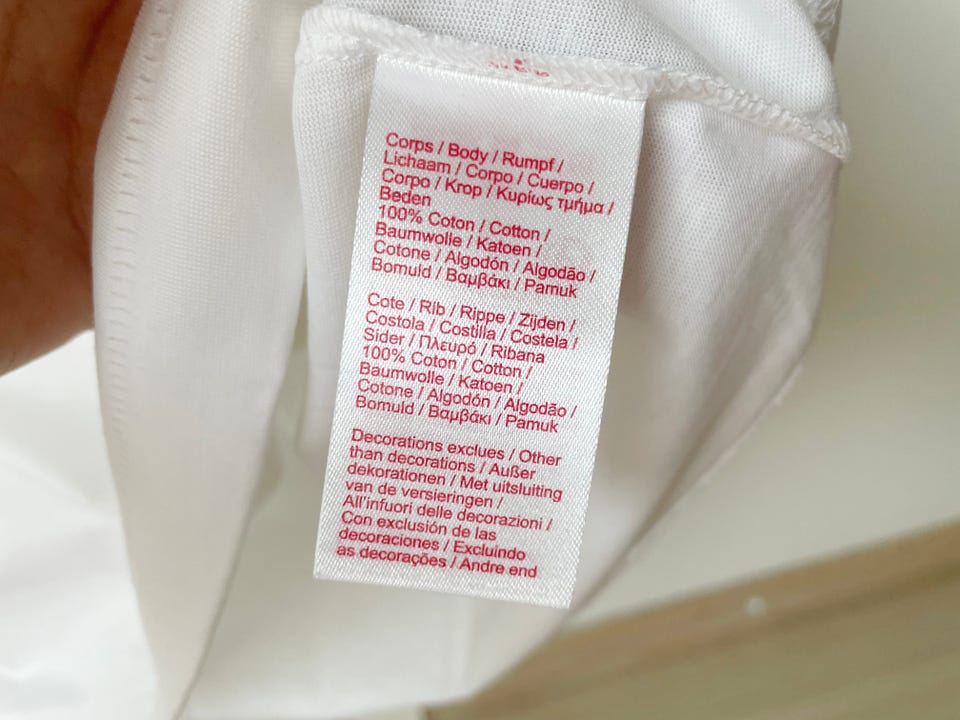 Corps / Body / Rumpf /
Lichaam / Corpo / Cuerpo /
Corpo / Krop / Κυρίως τμήμα /
Beden
100% Coton / Cotton /
Baumwolle / Katoen /
Cotone / Algodón / Algodão /
Bomuld / Βαμβάκι / Pamuk
Cote / Rib / Rippe / Zijden /
Costola / Costilla / Costela /
Sider / Πλευρό / Ribana
100% Coton / Cotton /
Baumwolle / Katoen /
Cotone / Algodón / Algodão /
Bomuld / Βαμβάκι / Pamuk
Decorations exclues / Other
than decorations / Außer
dekorationen / Met uitsluiting
van de versieringen /
All'infuori delle decorazioni /
Con exclusión de las
decoraciones / Excluindo
as decorações / Andre end